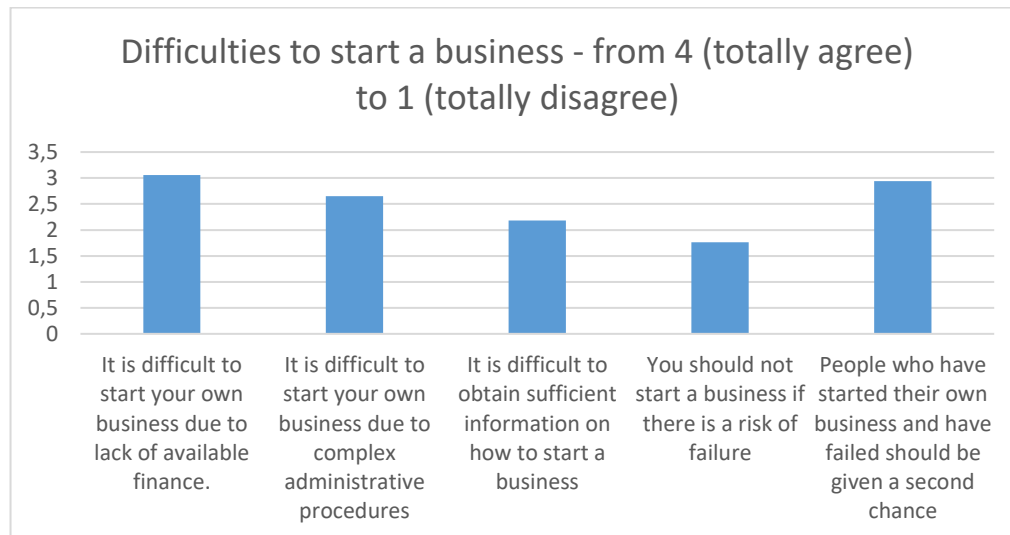 Difficulties to start a business - from 4 (totally agree)
to 1 (totally disagree)
3,5
3
2,5
2
1,5
1
0,5
0
It is difficult to
start your own
business due to
lack of available
finance.
It is difficult to
start your own
business due to
complex
administrative
procedures
It is difficult to
obtain sufficient
information on
how to start a
business
You should not
start a business if
there is a risk of
failure
People who have
started their own
business and have
failed should be
given a second
chance